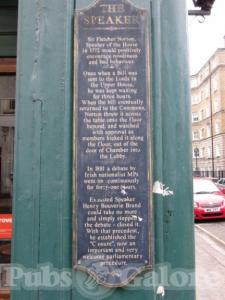 THE
SPEAKER
Sir Fletcher Norton,
Speaker of the House
in 1772 would positively
encourage rowdiness
and bad behaviour.
Once when a Bill was
sent to the Lords in
the Upper House,
he was kept waiting
for three hours.
When the bill eventually
returned to the Commons,
Norton threw it across
the table onto the Floor
beyond, and watched
with approval as
members kicked it along
the Floor, out of the
door of Chamber into
the Lobby.
In 1881 a debate by
Irish nationalist MPs
went on continuously
for forty-one hours.
Exhausted Speaker
Henry Bouverie Brand
could take no more
and simply stopped
the debate - closed it.
With that precedent,
he established the
"Closure", now an
important and very
welcome parliamentary
procedure.
Pubs Galore